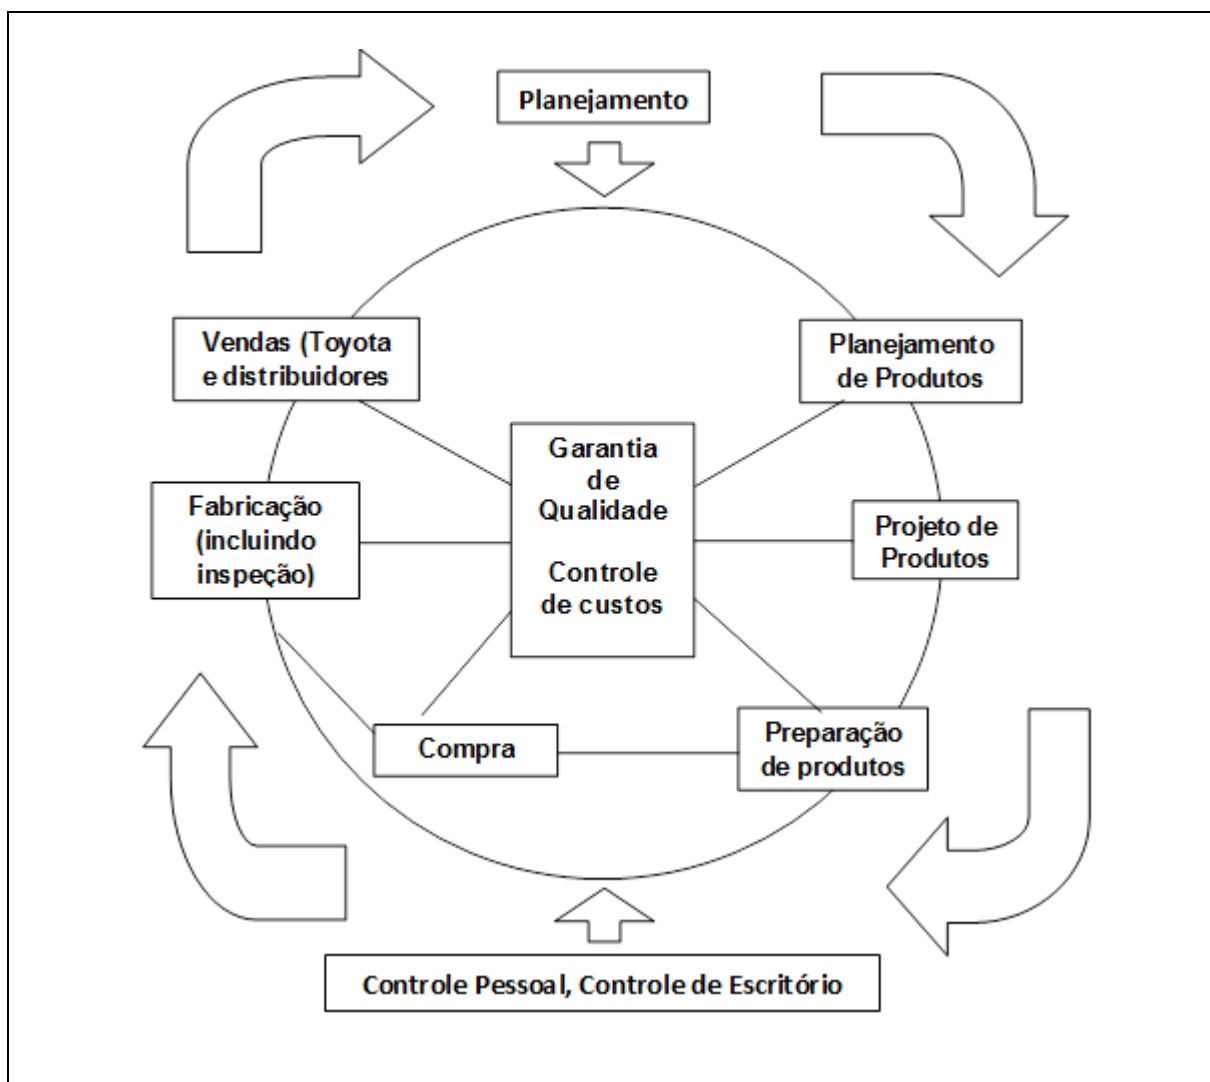 Planejamento
Vendas (Toyota
e distribuidores
Planejamento
de Produtos
Garantia
de
Qualidade
Controle
de custos
Fabricação
(incluindo
inspeção)
Projeto de
Produtos
Compra
Preparação
de produtos
Controle Pessoal, Controle de Escritório